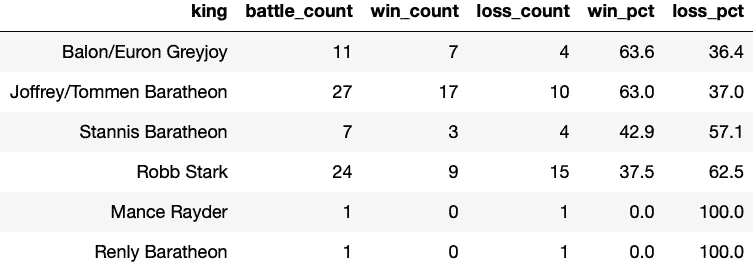 king battle_count win_count loss_count win_pct loss_pct
Balon/Euron Greyjoy 11 7 4 63.6 36.4
Joffrey/Tommen Baratheon 27 17 10 63.0 37.0
Stannis Baratheon 7 3 4 42.9 57.1
Robb Stark 24 9 15 37.5 62.5
Mance Rayder 1 0 1 0.0 100.0
Renly Baratheon 1 0 1 0.0 100.0